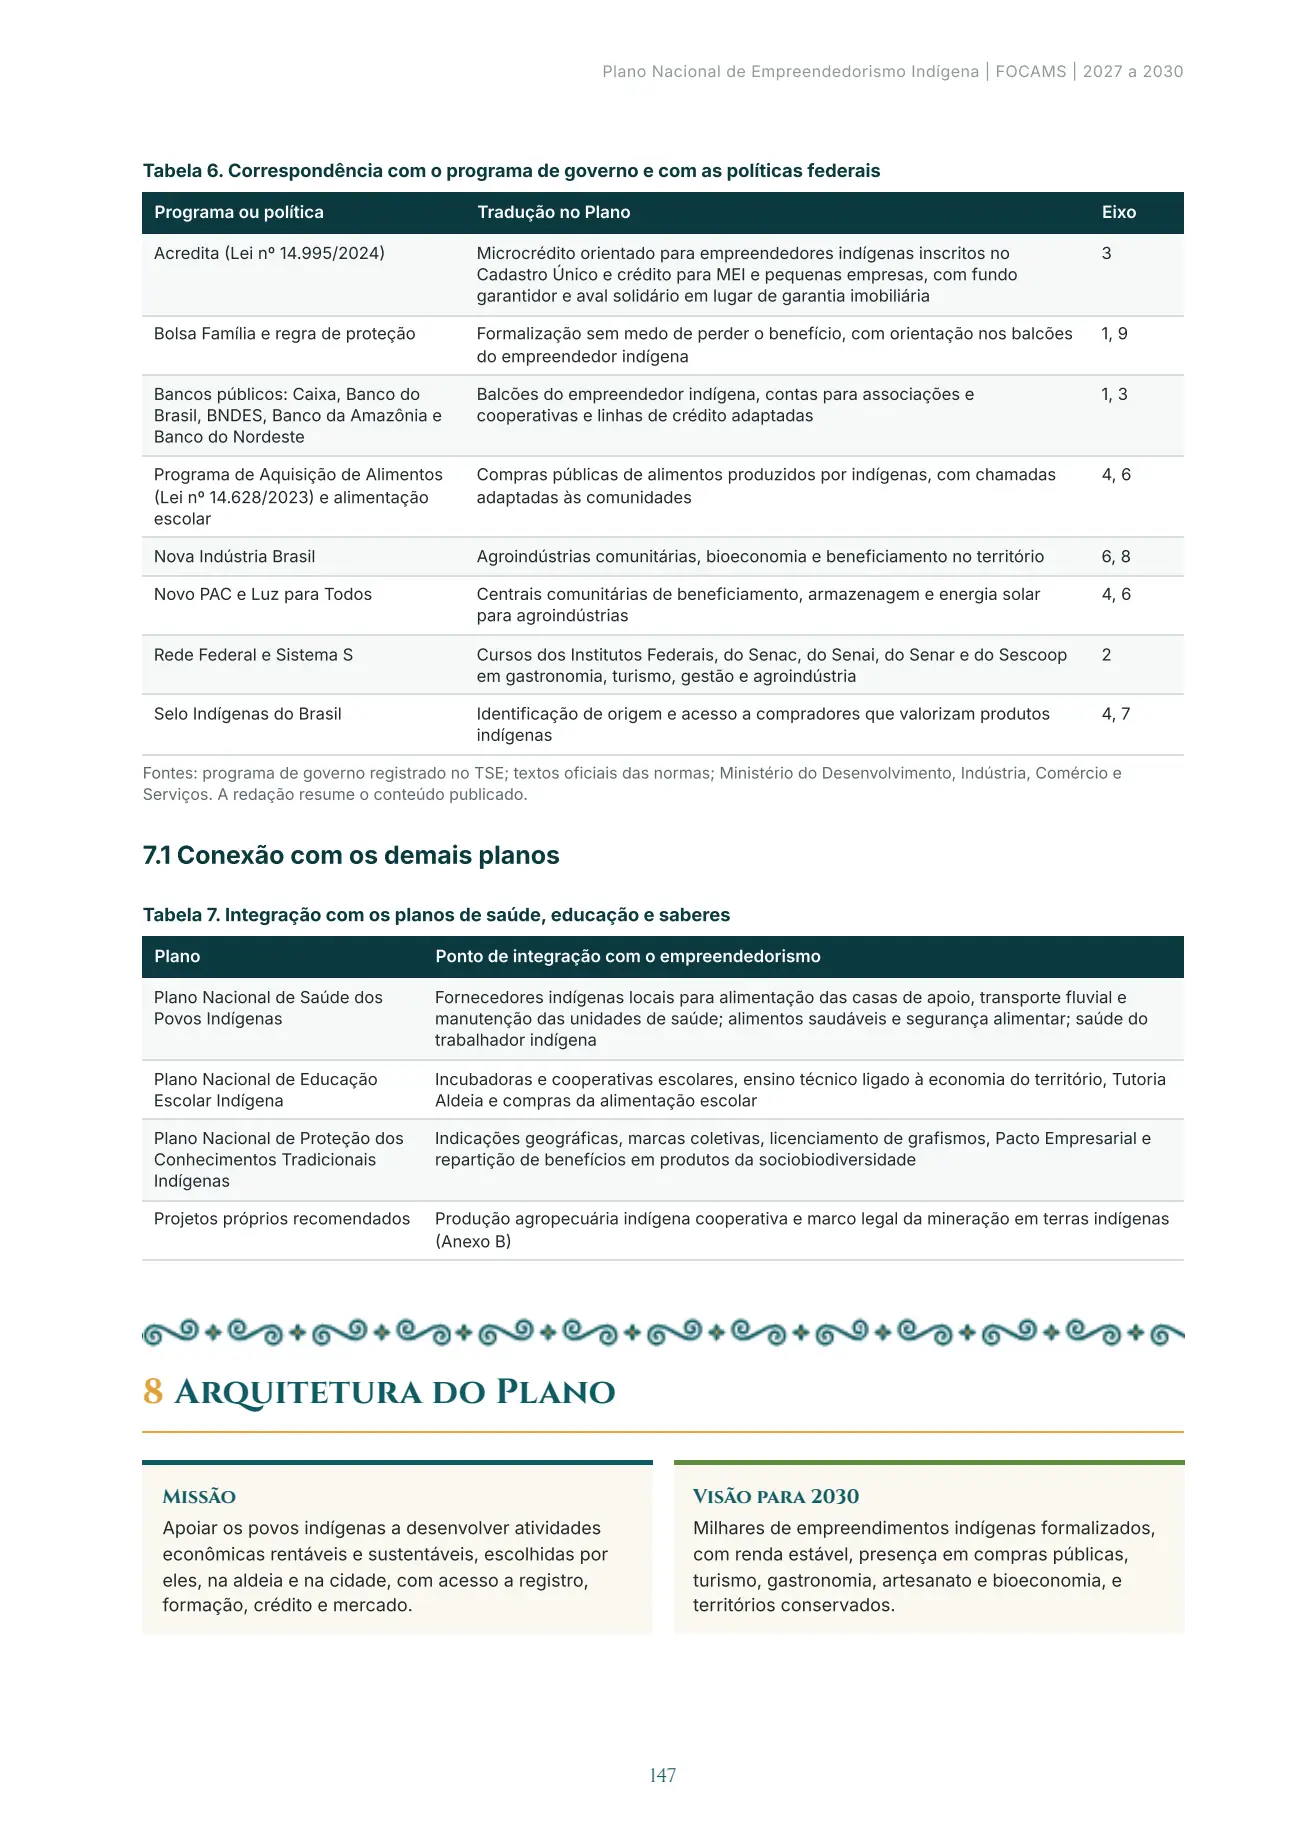 Plano Nacional de Empreendedorismo Indígena | FOCAMS | 2027 a 2030
Tabela 6. Correspondência com o programa de governo e com as políticas federais
Programa ou política Tradução no Plano Eixo
Acredita (Lei nº 14.995/2024) Microcrédito orientado para empreendedores indígenas inscritos no 3
Cadastro Único e crédito para MEI e pequenas empresas, com fundo
garantidor e aval solidário em lugar de garantia imobiliária
Bolsa Família e regra de proteção Formalização sem medo de perder o benefício, com orientação nos balcões 1, 9
do empreendedor indígena
Bancos públicos: Caixa, Banco do Balcões do empreendedor indígena, contas para associações e 1, 3
Brasil, BNDES, Banco da Amazônia e cooperativas e linhas de crédito adaptadas
Banco do Nordeste
Programa de Aquisição de Alimentos Compras públicas de alimentos produzidos por indígenas, com chamadas 4, 6
(Lei nº 14.628/2023) e alimentação adaptadas às comunidades
escolar
Nova Indústria Brasil Agroindústrias comunitárias, bioeconomia e beneficiamento no território 6, 8
Novo PAC e Luz para Todos Centrais comunitárias de beneficiamento, armazenagem e energia solar 4, 6
para agroindústrias
Rede Federal e Sistema S Cursos dos Institutos Federais, do Senac, do Senai, do Senar e do Sescoop 2
em gastronomia, turismo, gestão e agroindústria
Selo Indígenas do Brasil Identificação de origem e acesso a compradores que valorizam produtos 4, 7
indígenas
Fontes: programa de governo registrado no TSE; textos oficiais das normas; Ministério do Desenvolvimento, Indústria, Comércio e
Serviços. A redação resume o conteúdo publicado.
7.1 Conexão com os demais planos
Tabela 7. Integração com os planos de saúde, educação e saberes
Plano Ponto de integração com o empreendedorismo
Plano Nacional de Saúde dos Fornecedores indígenas locais para alimentação das casas de apoio, transporte fluvial e
Povos Indígenas manutenção das unidades de saúde; alimentos saudáveis e segurança alimentar; saúde do
trabalhador indígena
Plano Nacional de Educação Incubadoras e cooperativas escolares, ensino técnico ligado à economia do território, Tutoria
Escolar Indígena Aldeia e compras da alimentação escolar
Plano Nacional de Proteção dos Indicações geográficas, marcas coletivas, licenciamento de grafismos, Pacto Empresarial e
Conhecimentos Tradicionais repartição de benefícios em produtos da sociobiodiversidade
Indígenas
Projetos próprios recomendados Produção agropecuária indígena cooperativa e marco legal da mineração em terras indígenas
(Anexo B)
8 Arquitetura do Plano
Missão
Apoiar os povos indígenas a desenvolver atividades
econômicas rentáveis e sustentáveis, escolhidas por
eles, na aldeia e na cidade, com acesso a registro,
formação, crédito e mercado.
Visão para 2030
Milhares de empreendimentos indígenas formalizados,
com renda estável, presença em compras públicas,
turismo, gastronomia, artesanato e bioeconomia, e
territórios conservados.
147